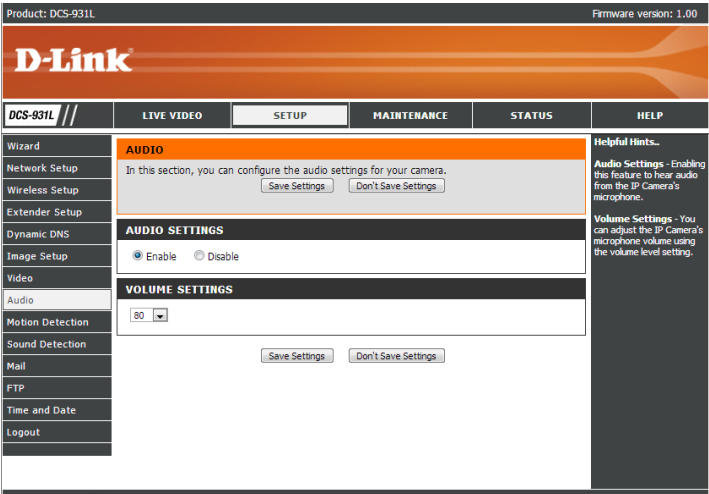 Product: DCS-931L
Firmware version: 1.00
D-Link
DCS-931L
LIVE VIDEO
SETUP
MAINTENANCE
STATUS
HELP
Wizard
Network Setup
Wireless Setup
Extender Setup
Dynamic DNS
Image Setup
Video
Audio
Motion Detection
Sound Detection
Mail
FTP
Time and Date
Logout
AUDIO
In this section, you can configure the audio settings for your camera.
Save Settings
Don't Save Settings
AUDIO SETTINGS
Enable
Disable
VOLUME SETTINGS
80
Save Settings
Don't Save Settings
Helpful Hints..
Audio Settings - Enabling
this feature to hear audio
from the IP Camera's
microphone.
Volume Settings - You
can adjust the IP Camera's
microphone volume using
the volume level setting.